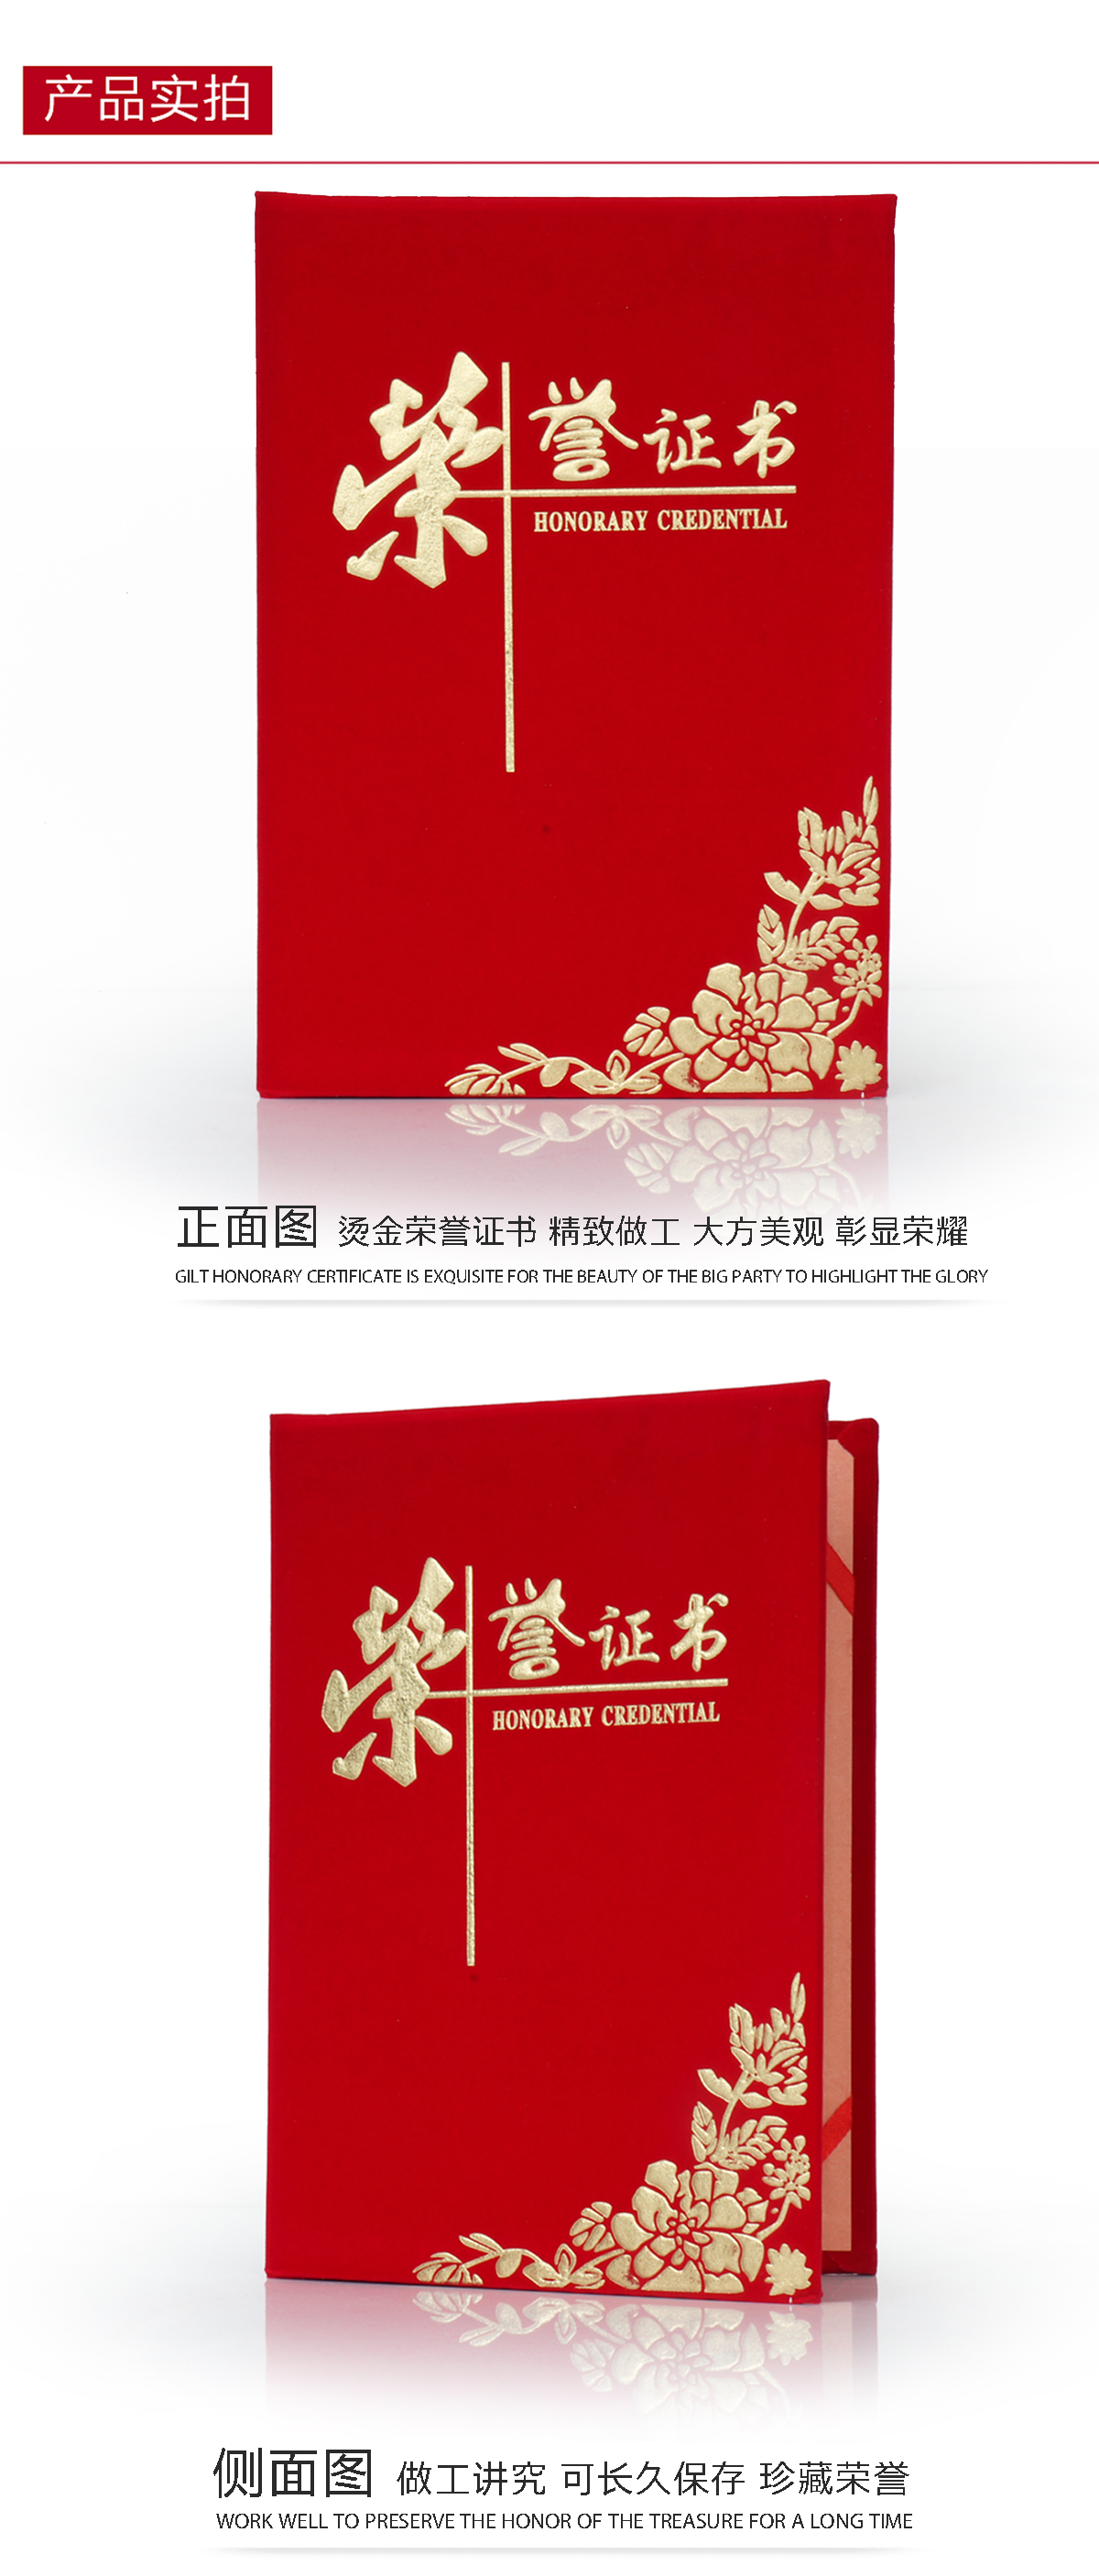 产品实拍
荣誉证书
HONORARY CREDENTIAL
正面图 烫金荣誉证书 精致做工 大方美观 彰显荣耀
GILT HONORARY CERTIFICATE IS EXQUISITE FOR THE BEAUTY OF THE BIG PARTY TO HIGHLIGHT THE GLORY
荣誉证书
HONORARY CREDENTIAL
侧面图 做工讲究 可长久保存 珍藏荣誉
WORK WELL TO PRESERVE THE HONOR OF THE TREASURE FOR A LONG TIME